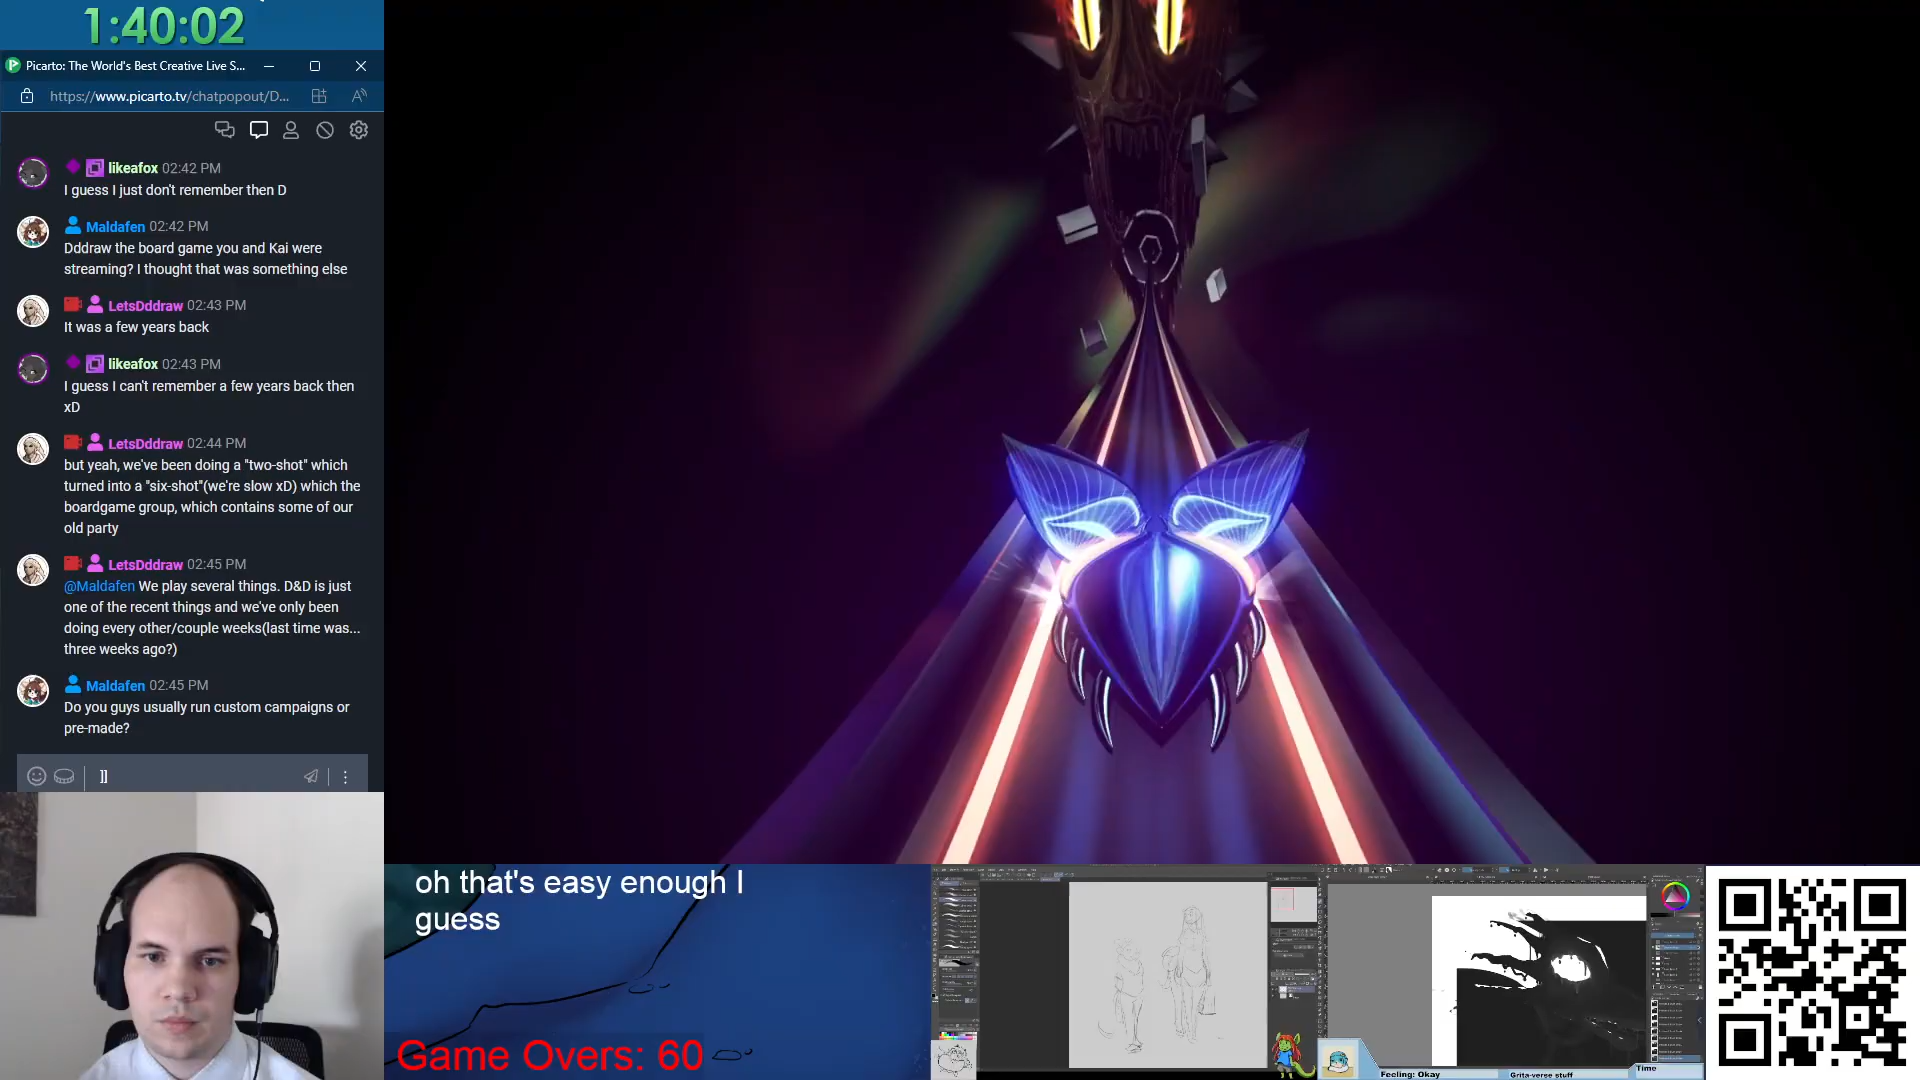 1:40:02
Picarto: The World's Best Creative Live S...
https://www.picarto.tv/chatpopout/D...
likeafox 02:42 PM
I guess I just don't remember then D
Maldafen 02:42 PM
Dddraw the board game you and Kai were
streaming? I thought that was something else
LetsDddraw 02:43 PM
It was a few years back
likeafox 02:43 PM
I guess I can't remember a few years back then
xD
LetsDddraw 02:44 PM
but yeah, we've been doing a "two-shot" which
turned into a "six-shot"(we're slow xD) which the
boardgame group, which contains some of our
old party
LetsDddraw 02:45 PM
@Maldafen We play several things. D&D is just
one of the recent things and we've only been
doing every other/couple weeks(last time was...
three weeks ago?)
Maldafen 02:45 PM
Do you guys usually run custom campaigns or
pre-made?
]]
oh that's easy enough I
guess
Game Overs: 60
Feeling: Okay
Grita-verse stuff
Time